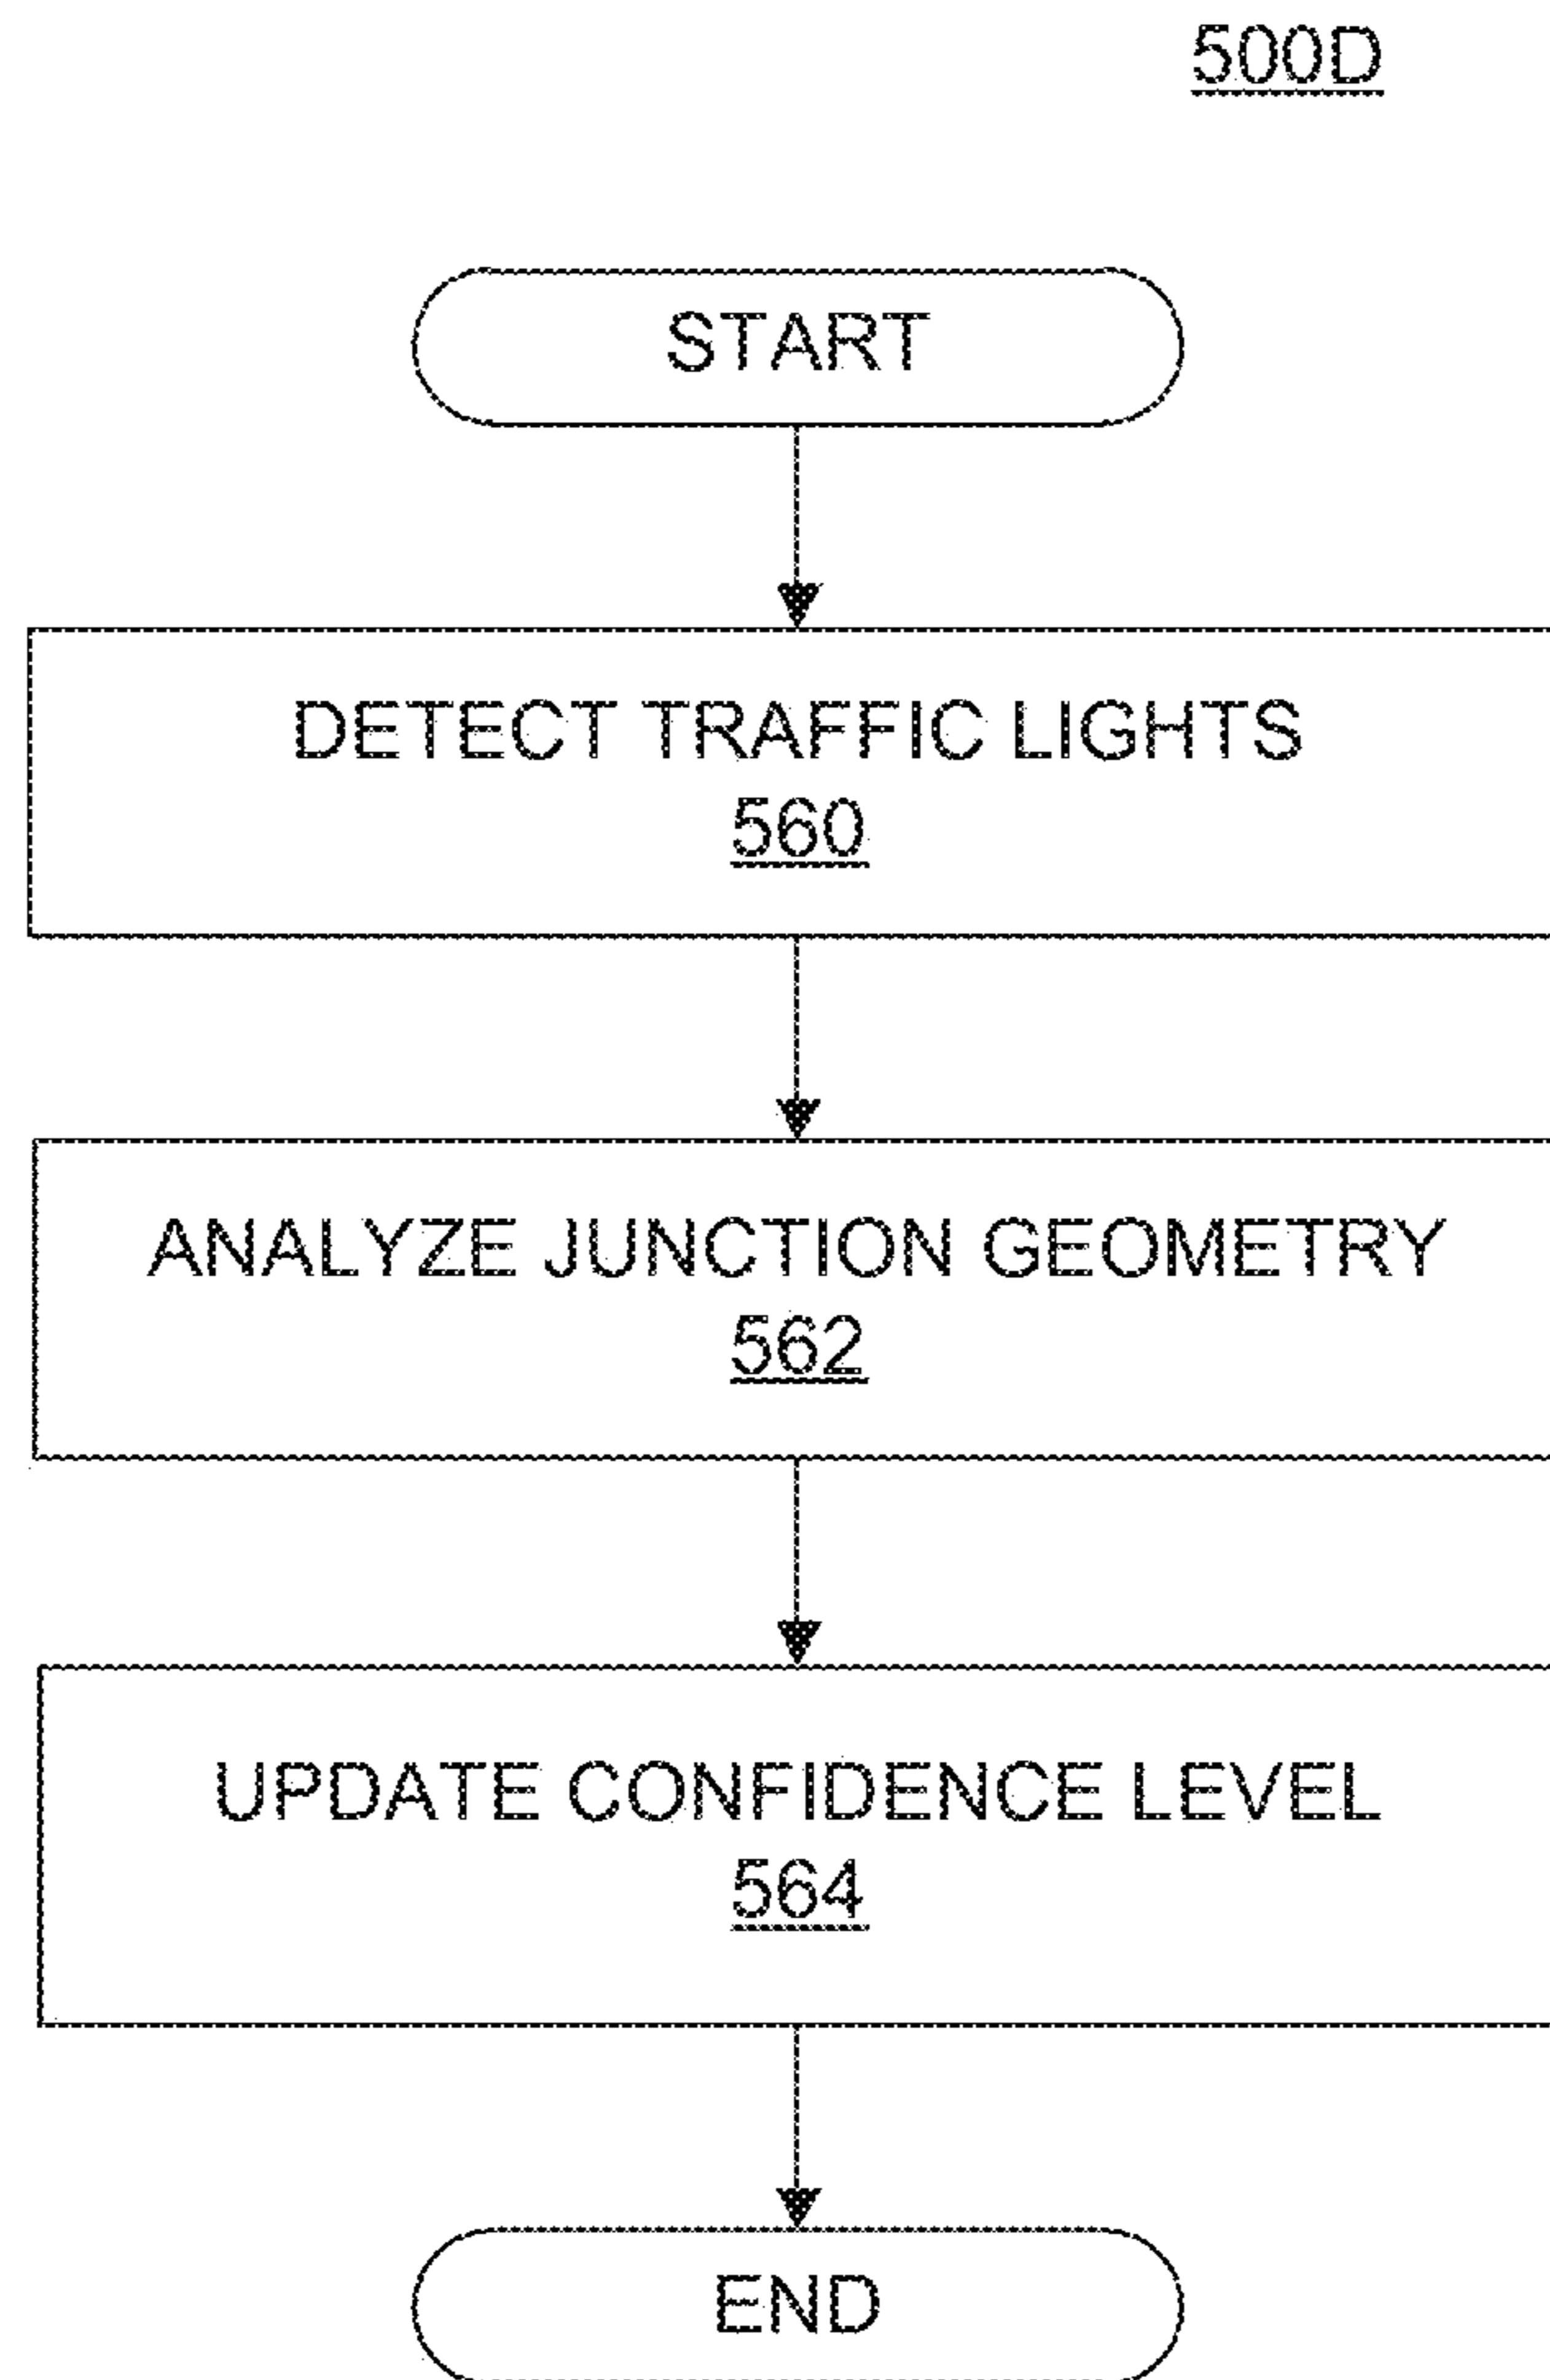 500D
START
DETECT TRAFFIC LIGHTS
560
ANALYZE JUNCTION GEOMETRY
562
UPDATE CONFIDENCE LEVEL
564
END